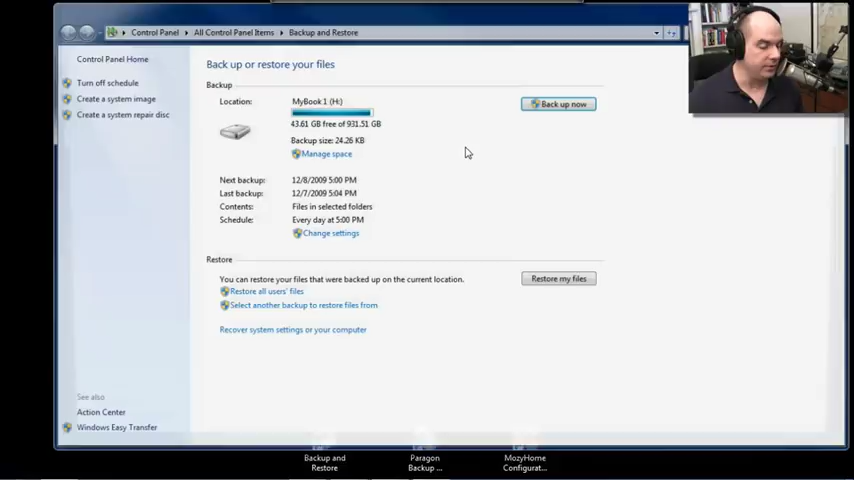 Control Panel All Control Panel Items Backup and Restore
Control Panel Home
Turn off schedule
Create a system image
Create a system repair disc
See also
Action Center
Windows Easy Transfer
Back up or restore your files
Backup
Location: MyBook 1 (H:)
43.61 GB free of 931.51 GB
Backup size: 24.26 KB
Manage space
Back up now
Next backup: 12/8/2009 5:00 PM
Last backup: 12/7/2009 5:04 PM
Contents: Files in selected folders
Schedule: Every day at 5:00 PM
Change settings
Restore
You can restore your files that were backed up on the current location.
Restore my files
Restore all users' files
Select another backup to restore files from
Recover system settings or your computer
Backup and
Restore
Paragon
Backup ...
MozyHome
Configurat...